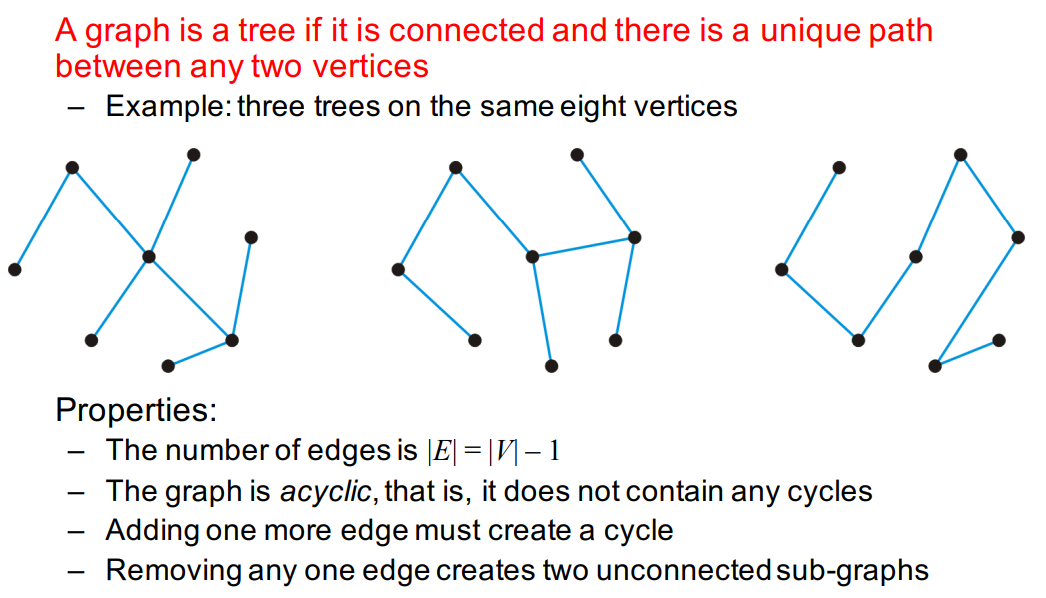 A graph is a tree if it is connected and there is a unique path
between any two vertices
– Example: three trees on the same eight vertices
Properties:
– The number of edges is |E| = |V| – 1
– The graph is acyclic, that is, it does not contain any cycles
– Adding one more edge must create a cycle
– Removing any one edge creates two unconnected sub-graphs